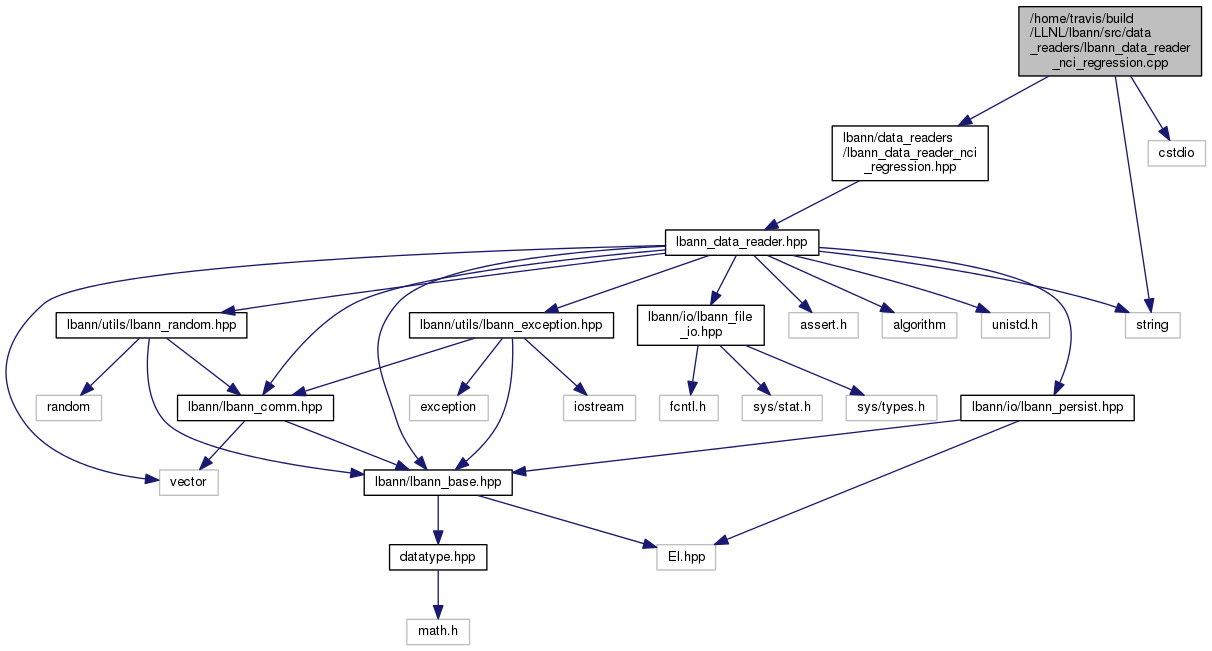 /home/travis/build
/LLNL/lbann/src/data
_readers/lbann_data_reader
_nci_regression.cpp
lbann/data_readers
/lbann_data_reader_nci
_regression.hpp
cstdio
lbann_data_reader.hpp
lbann/utils/lbann_random.hpp
lbann/utils/lbann_exception.hpp
lbann/io/lbann_file
_io.hpp
assert.h
algorithm
unistd.h
string
random
lbann/lbann_comm.hpp
exception
iostream
fcntl.h
sys/stat.h
sys/types.h
lbann/io/lbann_persist.hpp
vector
lbann/lbann_base.hpp
datatype.hpp
El.hpp
math.h